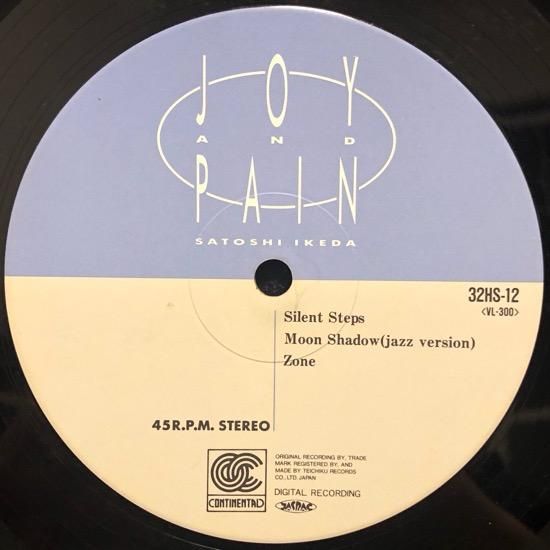 JOY
AND
PAIN
SATOSHI IKEDA
32HS-12
<VL-300>
Silent Steps
Moon Shadow(jazz version)
Zone
45R.P.M. STEREO
CONTINENTAL
ORIGINAL RECORDING BY, TRADE
MARK REGISTERED BY, AND
MADE BY TEICHIKU RECORDS
CO., LTD. JAPAN
DIGITAL RECORDING
JASRAC